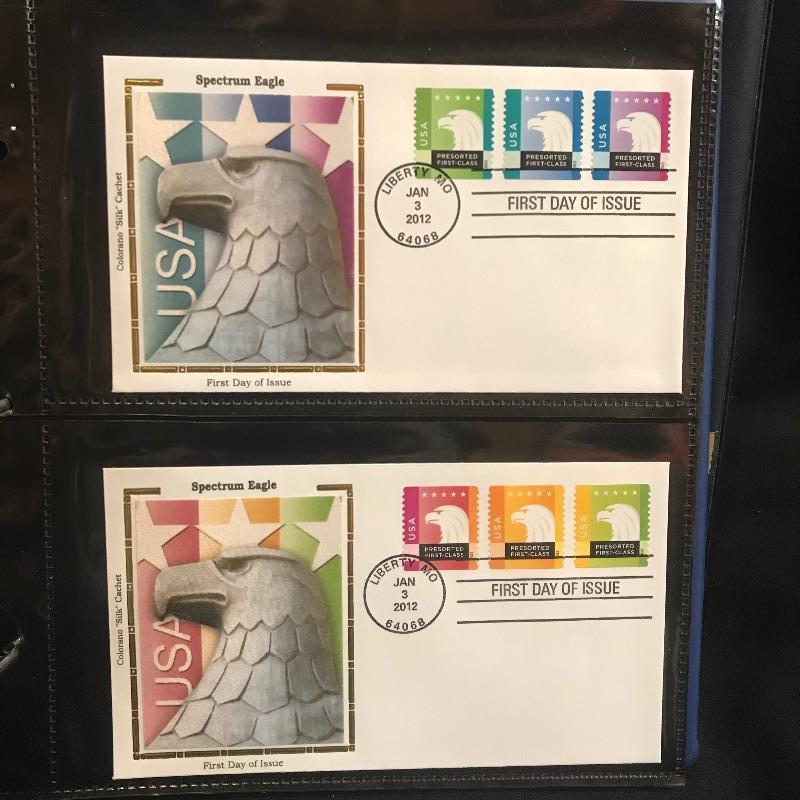 Spectrum Eagle
Colorano "Silk" Cachet
USA
First Day of Issue
USA
PRESORTED
FIRST-CLASS
USA
PRESORTED
FIRST-CLASS
USA
PRESORTED
FIRST-CLASS
LIBERTY MO
JAN
3
2012
64068
FIRST DAY OF ISSUE
Spectrum Eagle
Colorano "Silk" Cachet
USA
First Day of Issue
USA
PRESORTED
FIRST-CLASS
USA
PRESORTED
FIRST-CLASS
USA
PRESORTED
FIRST-CLASS
LIBERTY MO
JAN
3
2012
64068
FIRST DAY OF ISSUE